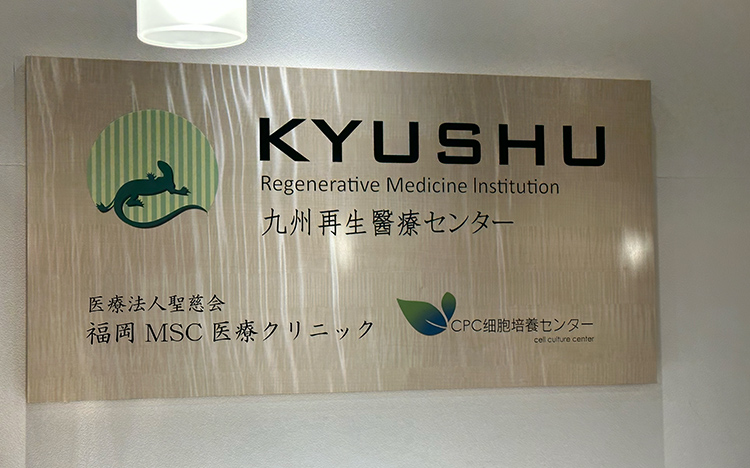 KYUSHU
Regenerative Medicine Institution
九州再生醫療センター
医療法人聖慈会
福岡 MSC 医療クリニック
CPC细胞培養センター
cell culture center